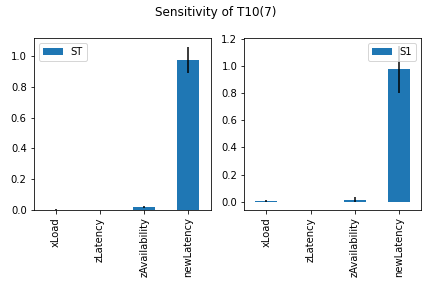 Sensitivity of T10(7)
ST
1.0
0.8
0.6
0.4
0.2
0.0
xLoad
zLatency
zAvailability
newLatency
S1
1.2
1.0
0.8
0.6
0.4
0.2
0.0
xLoad
zLatency
zAvailability
newLatency